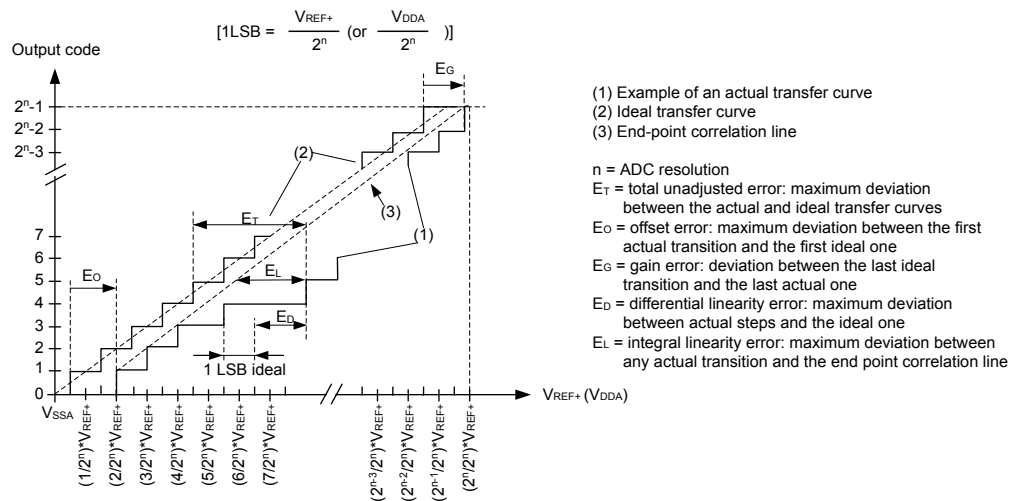 [1LSB = VREF+ / 2ⁿ (or VDDA / 2ⁿ )]
Output code
EG
2ⁿ-1
2ⁿ-2
2ⁿ-3
(2)
(3)
ET
(1)
7
6
5
4
3
2
1
0
EO
EL
ED
1 LSB ideal
VSSA
(1/2ⁿ)*VREF+
(2/2ⁿ)*VREF+
(3/2ⁿ)*VREF+
(4/2ⁿ)*VREF+
(5/2ⁿ)*VREF+
(6/2ⁿ)*VREF+
(7/2ⁿ)*VREF+
(2ⁿ⁻³/2ⁿ)*VREF+
(2ⁿ⁻²/2ⁿ)*VREF+
(2ⁿ⁻¹/2ⁿ)*VREF+
(2ⁿ/2ⁿ)*VREF+
VREF+ (VDDA)
(1) Example of an actual transfer curve
(2) Ideal transfer curve
(3) End-point correlation line
n = ADC resolution
ET = total unadjusted error: maximum deviation
between the actual and ideal transfer curves
EO = offset error: maximum deviation between the first
actual transition and the first ideal one
EG = gain error: deviation between the last ideal
transition and the last actual one
ED = differential linearity error: maximum deviation
between actual steps and the ideal one
EL = integral linearity error: maximum deviation between
any actual transition and the end point correlation line